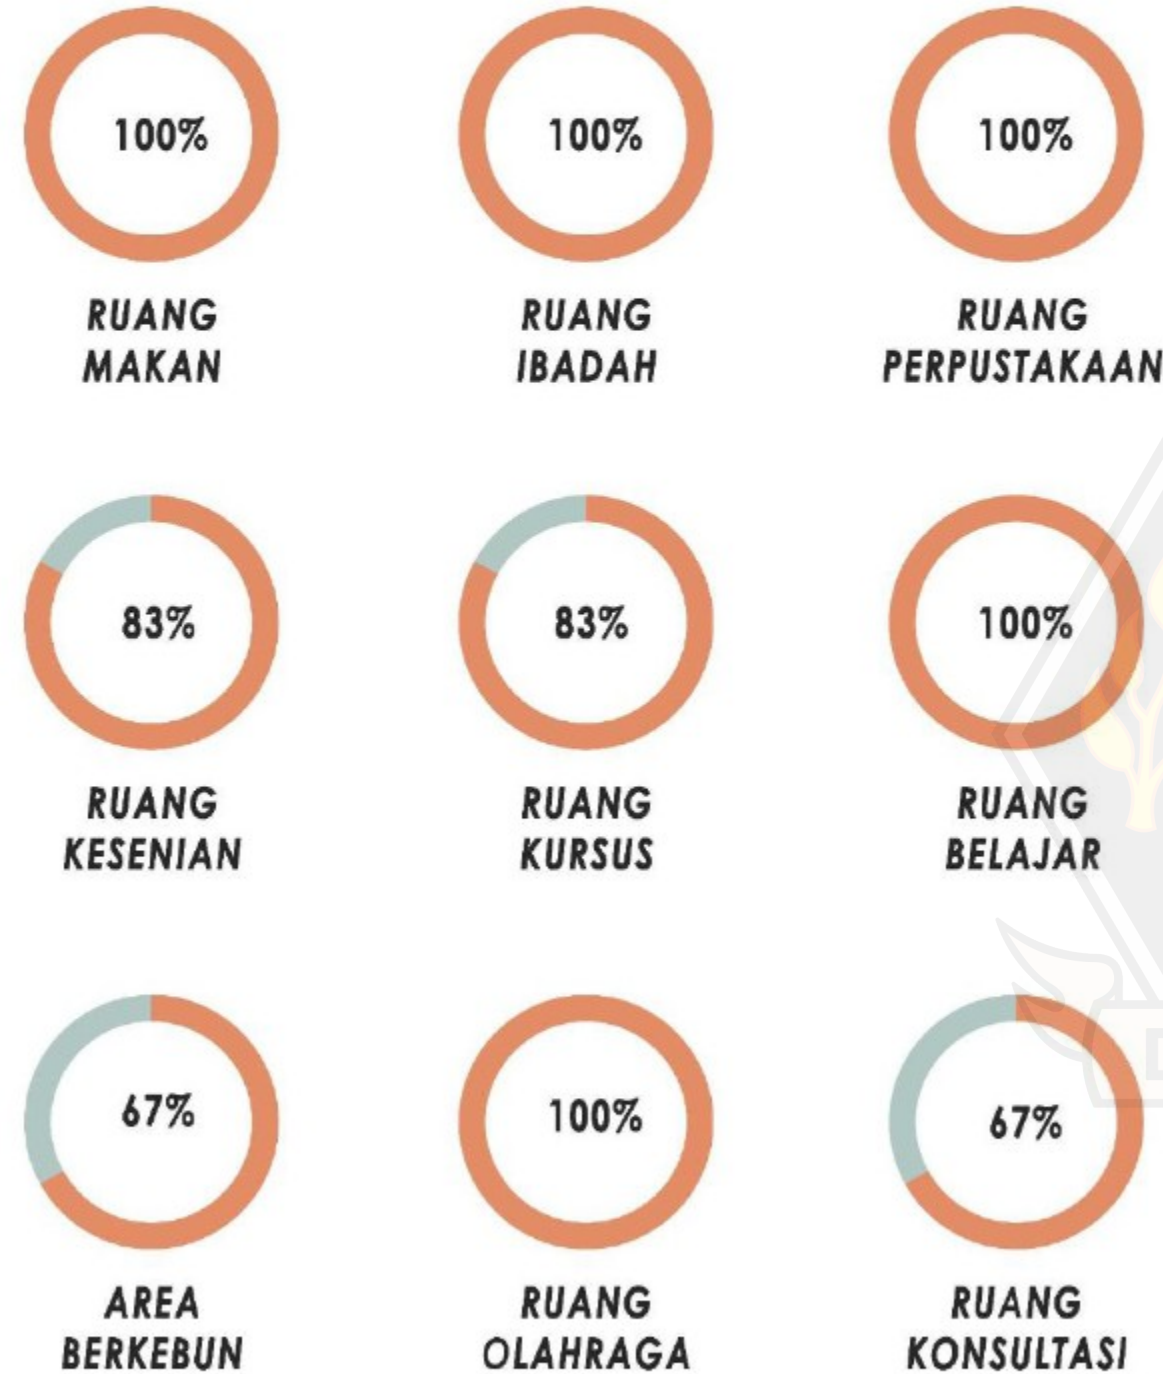 100%
100%
100%
RUANG
MAKAN
RUANG
IBADAH
RUANG
PERPUSTAKAAN
83%
83%
100%
RUANG
KESENIAN
RUANG
KURSUS
RUANG
BELAJAR
67%
100%
67%
AREA
BERKEBUN
RUANG
OLAHRAGA
RUANG
KONSULTASI